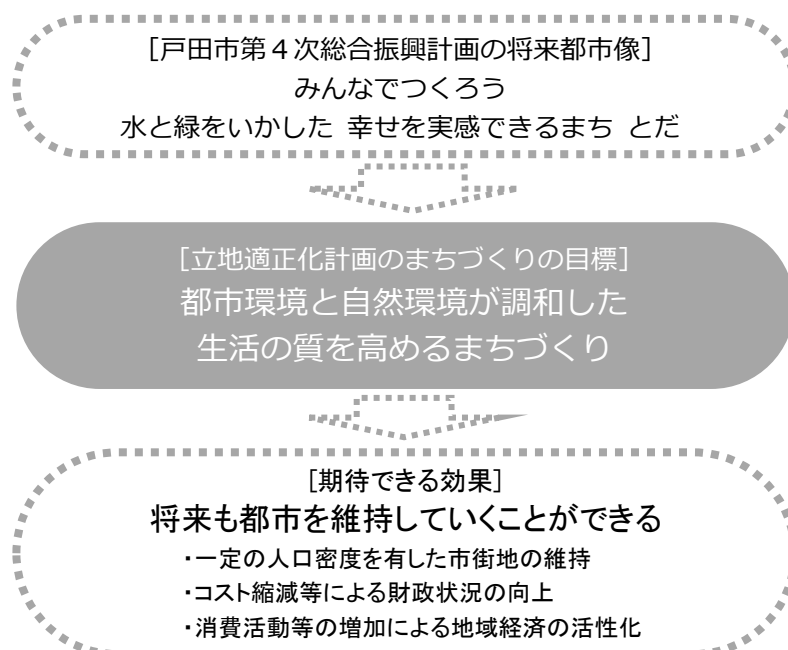 ［戸田市第４次総合振興計画の将来都市像］
みんなでつくろう
水と緑をいかした 幸せを実感できるまち とだ
［立地適正化計画のまちづくりの目標］
都市環境と自然環境が調和した
生活の質を高めるまちづくり
［期待できる効果］
将来も都市を維持していくことができる
・一定の人口密度を有した市街地の維持
・コスト縮減等による財政状況の向上
・消費活動等の増加による地域経済の活性化